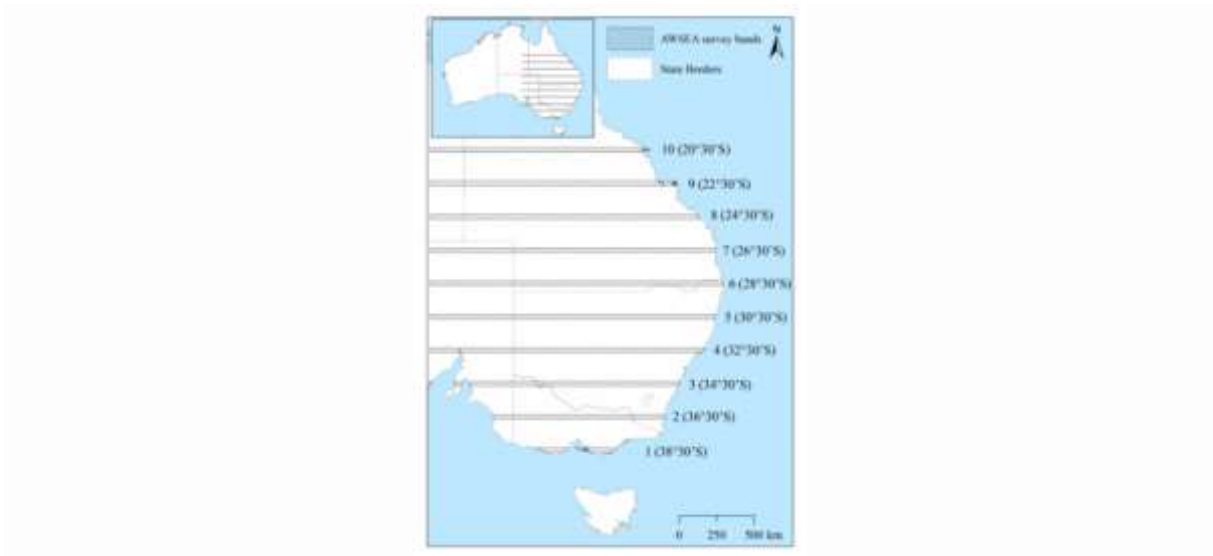 N
AWSEA survey bands
State Borders
10 (20°30'S)
9 (22°30'S)
8 (24°30'S)
7 (26°30'S)
6 (28°30'S)
5 (30°30'S)
4 (32°30'S)
3 (34°30'S)
2 (36°30'S)
1 (38°30'S)
0 250 500 km